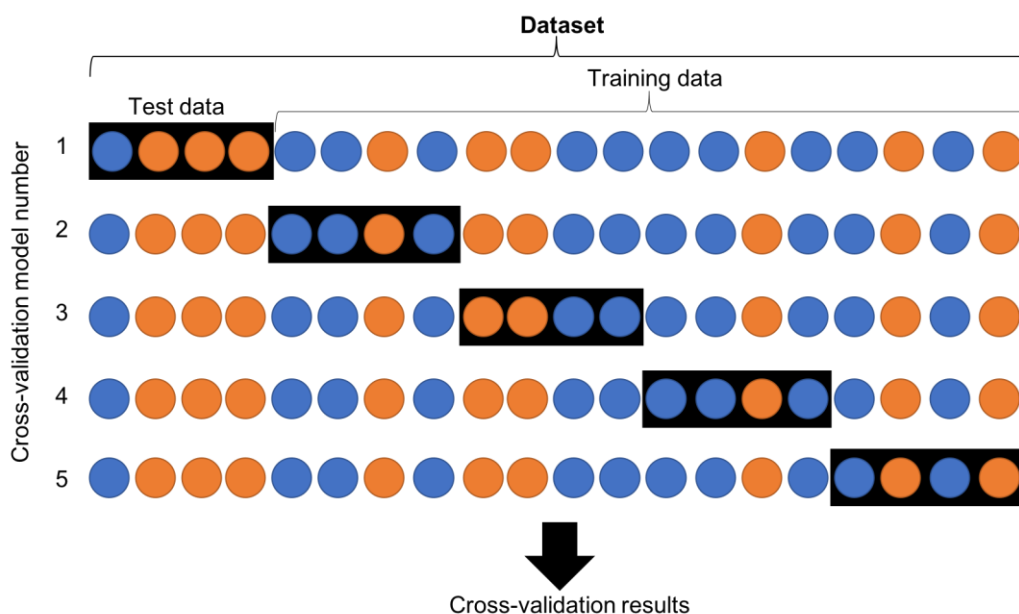 Dataset
Training data
Test data
Cross-validation model number
1
2
3
4
5
Cross-validation results